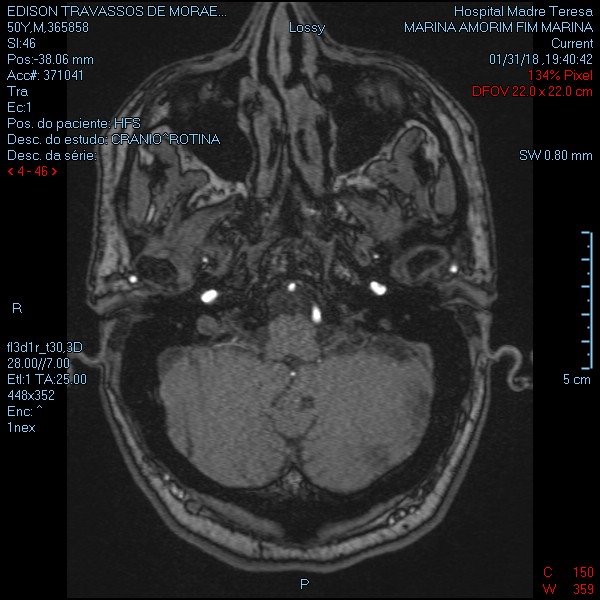 EDISON TRAVASSOS DE MORAE...
50Y,M,365858
SI:46
Pos:-38.06 mm
Acc#: 371041
Tra
Ec:1
Pos. do paciente: HFS
Desc. do estudo: CRANIO^ROTINA
Desc. da série:
< 4 - 46 >
Lossy
Hospital Madre Teresa
MARINA AMORIM FIM MARINA
Current
01/31/18 ,19:40:42
134% Pixel
DFOV 22.0 x 22.0 cm
SW 0.80 mm
R
fl3d1r_t30,3D
28.00//7.00
Etl:1 TA:25:00
448x352
Enc: ^
1nex
5 cm
P
C 150
W 359